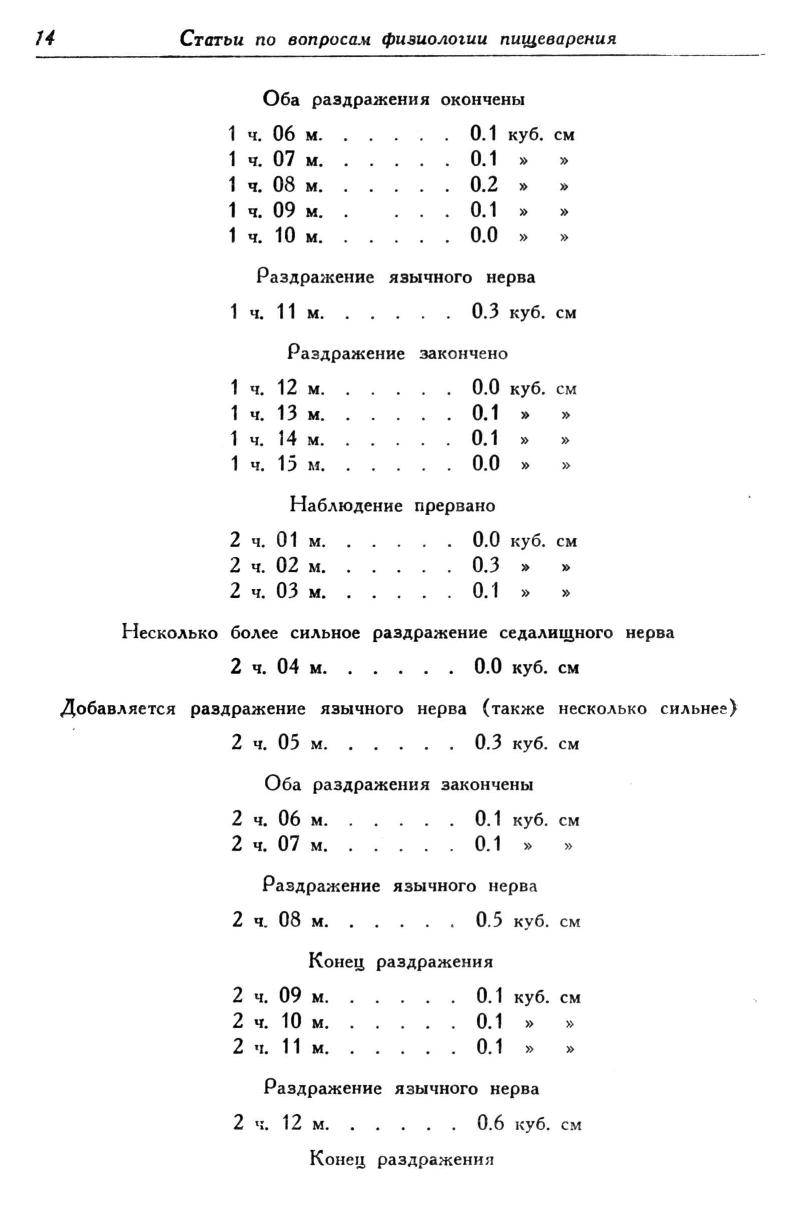 14 Статьи по вопросам физиологии пищеварения
Оба раздражения окончены
1 ч. 06 м. . . . . . 0.1 куб. см
1 ч. 07 м. . . . . . 0.1 » »
1 ч. 08 м. . . . . . 0.2 » »
1 ч. 09 м. . . . . 0.1 » »
1 ч. 10 м. . . . . . 0.0 » »
Раздражение язычного нерва
1 ч. 11 м. . . . . . 0.3 куб. см
Раздражение закончено
1 ч. 12 м. . . . . . 0.0 куб. см
1 ч. 13 м. . . . . . 0.1 » »
1 ч. 14 м. . . . . . 0.1 » »
1 ч. 15 м. . . . . . 0.0 » »
Наблюдение прервано
2 ч. 01 м. . . . . . 0.0 куб. см
2 ч. 02 м. . . . . . 0.3 » »
2 ч. 03 м. . . . . . 0.1 » »
Несколько более сильное раздражение седалищного нерва
2 ч. 04 м. . . . . . 0.0 куб. см
Добавляется раздражение язычного нерва (также несколько сильнее)
2 ч. 05 м. . . . . . 0.3 куб. см
Оба раздражения закончены
2 ч. 06 м. . . . . . 0.1 куб. см
2 ч. 07 м. . . . . . 0.1 » »
Раздражение язычного нерва
2 ч. 08 м. . . . . . 0.5 куб. см
Конец раздражения
2 ч. 09 м. . . . . . 0.1 куб. см
2 ч. 10 м. . . . . . 0.1 » »
2 ч. 11 м. . . . . . 0.1 » »
Раздражение язычного нерва
2 ч. 12 м. . . . . . 0.6 куб. см
Конец раздражения